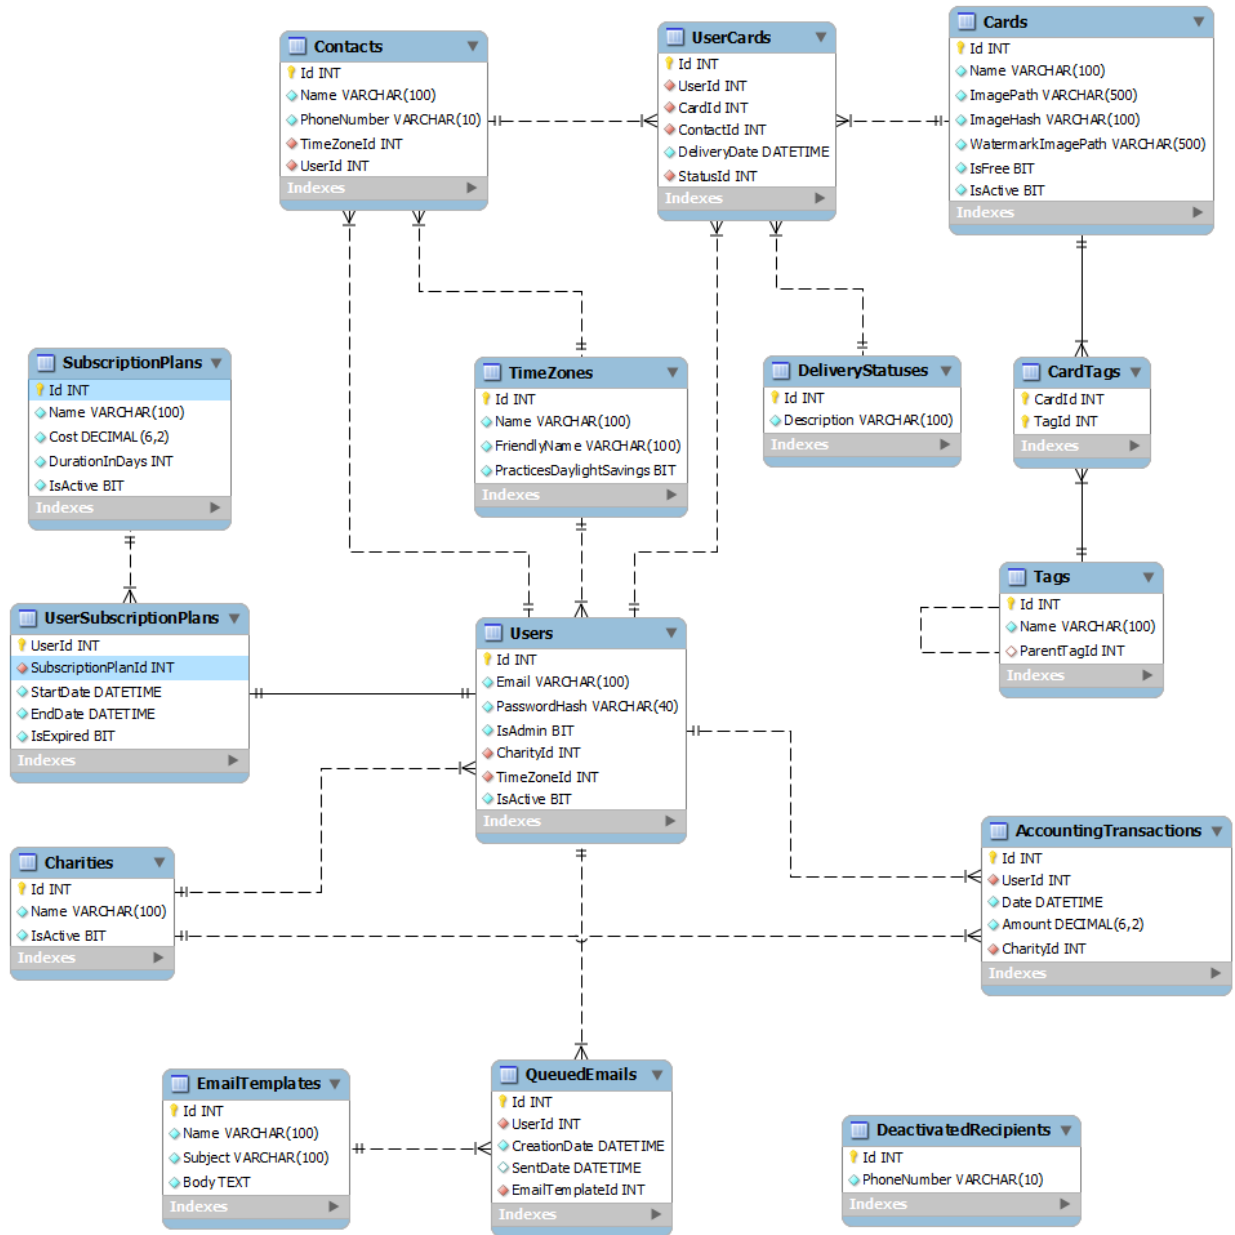 Contacts
Id INT
Name VARCHAR(100)
PhoneNumber VARCHAR(10)
TimeZoneId INT
UserId INT
Indexes
UserCards
Id INT
UserId INT
CardId INT
ContactId INT
DeliveryDate DATETIME
StatusId INT
Indexes
Cards
Id INT
Name VARCHAR(100)
ImagePath VARCHAR(500)
ImageHash VARCHAR(100)
WatermarkImagePath VARCHAR(500)
IsFree BIT
IsActive BIT
Indexes
SubscriptionPlans
Id INT
Name VARCHAR(100)
Cost DECIMAL(6,2)
DurationInDays INT
IsActive BIT
Indexes
TimeZones
Id INT
Name VARCHAR(100)
FriendlyName VARCHAR(100)
PracticesDaylightSavings BIT
Indexes
DeliveryStatuses
Id INT
Description VARCHAR(100)
Indexes
CardTags
CardId INT
TagId INT
Indexes
UserSubscriptionPlans
UserId INT
SubscriptionPlanId INT
StartDate DATETIME
EndDate DATETIME
IsExpired BIT
Indexes
Users
Id INT
Email VARCHAR(100)
PasswordHash VARCHAR(40)
IsAdmin BIT
CharityId INT
TimeZoneId INT
IsActive BIT
Indexes
Tags
Id INT
Name VARCHAR(100)
ParentTagId INT
Indexes
Charities
Id INT
Name VARCHAR(100)
IsActive BIT
Indexes
AccountingTransactions
Id INT
UserId INT
Date DATETIME
Amount DECIMAL(6,2)
CharityId INT
Indexes
EmailTemplates
Id INT
Name VARCHAR(100)
Subject VARCHAR(100)
Body TEXT
Indexes
QueuedEmails
Id INT
UserId INT
CreationDate DATETIME
SentDate DATETIME
EmailTemplateId INT
Indexes
DeactivatedRecipients
Id INT
PhoneNumber VARCHAR(10)
Indexes